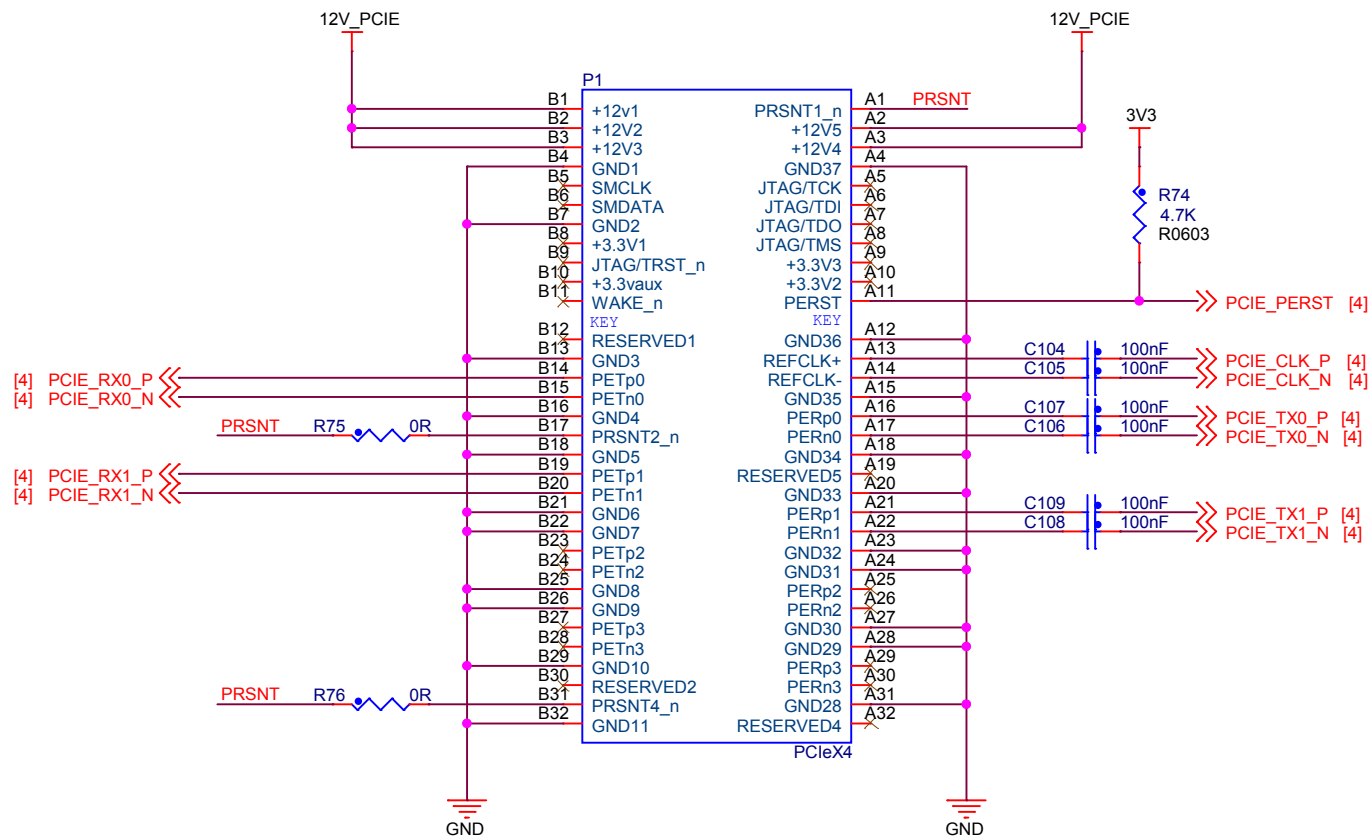 12V_PCIE 12V_PCIE
P1
B1 +12v1 PRSNT1_n A1 PRSNT
B2 +12V2 +12V5 A2 3V3
B3 +12V3 +12V4 A3
B4 GND1 GND37 A4
B5 SMCLK JTAG/TCK A5 R74
B6 SMDATA JTAG/TDI A6 4.7K
B7 GND2 JTAG/TDO A7 R0603
B8 +3.3V1 JTAG/TMS A8
B9 JTAG/TRST_n +3.3V3 A9
B10 +3.3vaux +3.3V2 A10
B11 WAKE_n PERST A11 PCIE_PERST [4]
KEY KEY
B12 RESERVED1 GND36 A12
B13 GND3 REFCLK+ A13 C104 100nF PCIE_CLK_P [4]
[4] PCIE_RX0_P B14 PETp0 REFCLK- A14 C105 100nF PCIE_CLK_N [4]
[4] PCIE_RX0_N B15 PETn0 GND35 A15
B16 GND4 PERp0 A16 C107 100nF PCIE_TX0_P [4]
PRSNT R75 0R B17 PRSNT2_n PERn0 A17 C106 100nF PCIE_TX0_N [4]
B18 GND5 GND34 A18
[4] PCIE_RX1_P B19 PETp1 RESERVED5 A19
[4] PCIE_RX1_N B20 PETn1 GND33 A20
B21 GND6 PERp1 A21 C109 100nF PCIE_TX1_P [4]
B22 GND7 PERn1 A22 C108 100nF PCIE_TX1_N [4]
B23 PETp2 GND32 A23
B24 PETn2 GND31 A24
B25 GND8 PERp2 A25
B26 GND9 PERn2 A26
B27 PETp3 GND30 A27
B28 PETn3 GND29 A28
B29 GND10 PERp3 A29
B30 RESERVED2 PERn3 A30
PRSNT R76 0R B31 PRSNT4_n GND28 A31
B32 GND11 RESERVED4 A32
PCIeX4
GND GND